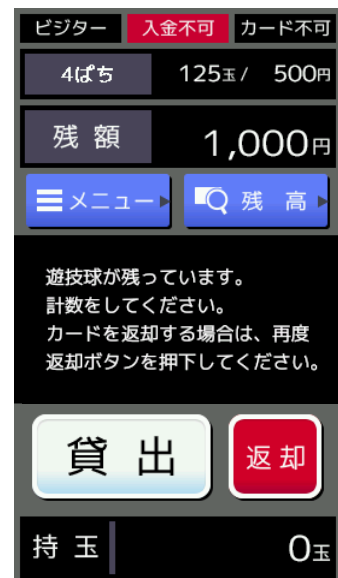 ビジター 入金不可 カード不可
4ぱち 125玉/ 500円
残 額 1,000円
メニュー 残 高
遊技球が残っています。
計数をしてください。
カードを返却する場合は、再度
返却ボタンを押下してください。
貸 出 返 却
持 玉 0玉